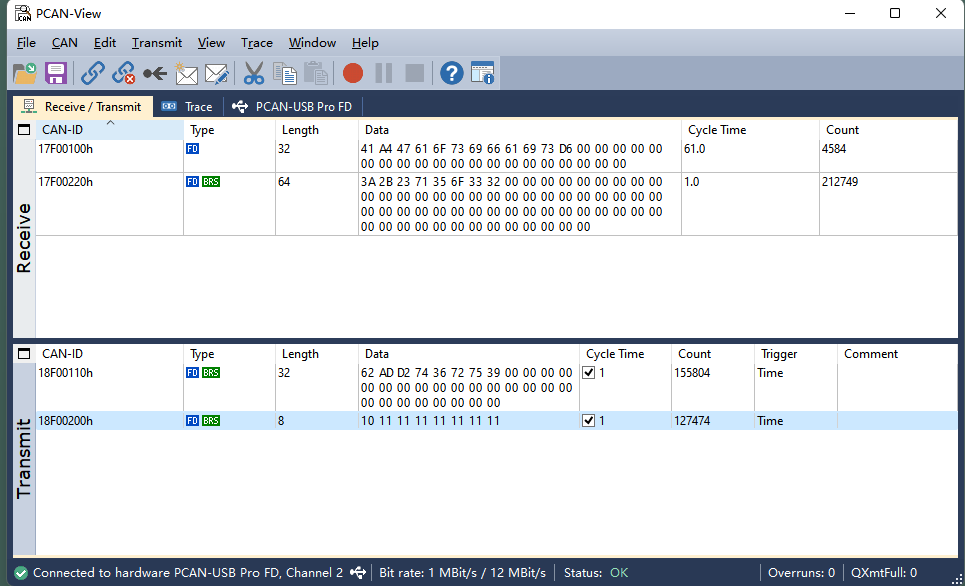 PCAN-View
File CAN Edit Transmit View Trace Window Help
Receive / Transmit Trace PCAN-USB Pro FD
CAN-ID Type Length Data Cycle Time Count
17F00100h FD 32 41 A4 47 61 6F 73 69 66 61 69 73 D6 00 00 00 00 00 61.0 4584
00 00 00 00 00 00 00 00 00 00 00 00 00 00 00
17F00220h FD BRS 64 3A 2B 23 71 35 6F 33 32 00 00 00 00 00 00 00 00 00 1.0 212749
00 00 00 00 00 00 00 00 00 00 00 00 00 00 00 00 00
00 00 00 00 00 00 00 00 00 00 00 00 00 00 00 00 00
00 00 00 00 00 00 00 00 00 00 00 00 00
Receive
CAN-ID Type Length Data Cycle Time Count Trigger Comment
18F00110h FD BRS 32 62 AD D2 74 36 72 75 39 00 00 00 00 1 155804 Time
00 00 00 00 00 00 00 00 00 00 00 00
00 00 00 00 00 00 00 00
18F00200h FD BRS 8 10 11 11 11 11 11 11 11 1 127474 Time
Transmit
Connected to hardware PCAN-USB Pro FD, Channel 2 Bit rate: 1 MBit/s / 12 MBit/s Status: OK Overruns: 0 QXmtFull: 0